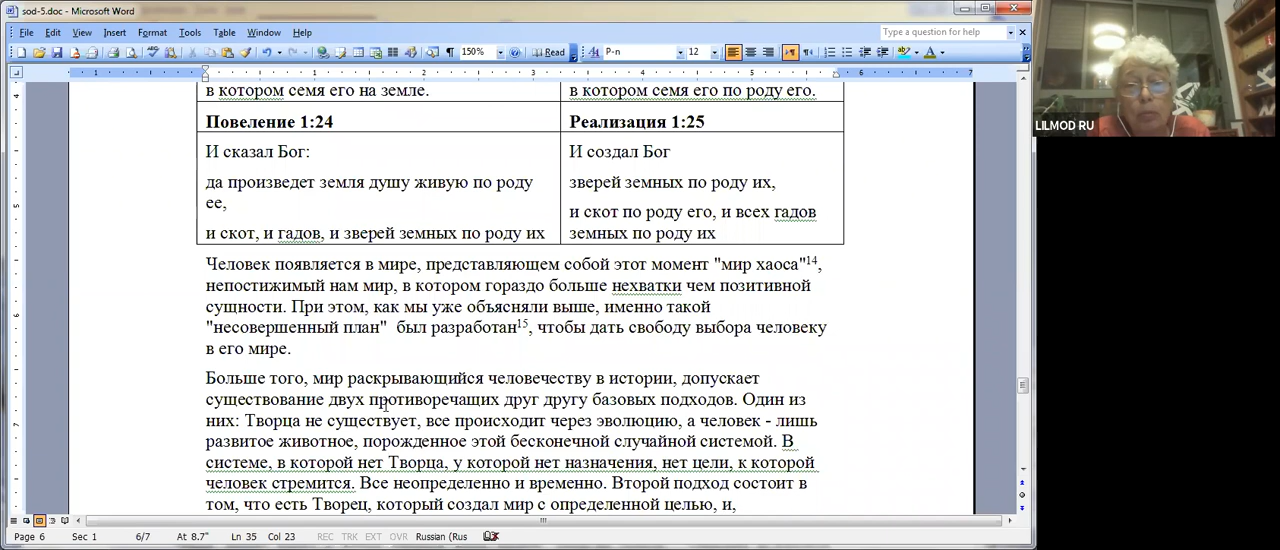 sod-5.doc - Microsoft Word
File Edit View Insert Format Tools Table Window Help
Type a question for help
150% Read P-n 12
1 1 2 3 4 5 6 7
в котором семя его на земле. в котором семя его по роду его.
Повеление 1:24 Реализация 1:25
И сказал Бог: И создал Бог
да произведет земля душу живую по роду зверей земных по роду их,
ее,
и скот по роду его, и всех гадов
и скот, и гадов, и зверей земных по роду их земных по роду их
Человек появляется в мире, представляющем собой этот момент "мир хаоса"14,
непостижимый нам мир, в котором гораздо больше нехватки чем позитивной
сущности. При этом, как мы уже объясняли выше, именно такой
"несовершенный план" был разработан15, чтобы дать свободу выбора человеку
в его мире.
Больше того, мир раскрывающийся человечеству в истории, допускает
существование двух противоречащих друг другу базовых подходов. Один из
них: Творца не существует, все происходит через эволюцию, а человек - лишь
развитое животное, порожденное этой бесконечной случайной системой. В
системе, в которой нет Творца, у которой нет назначения, нет цели, к которой
человек стремится. Все неопределенно и временно. Второй подход состоит в
том, что есть Творец, который создал мир с определенной целью, и,
Page 6 Sec 1 6/7 At 8.7" Ln 35 Col 23 REC TRK EXT OVR Russian (Rus
LILMOD RU